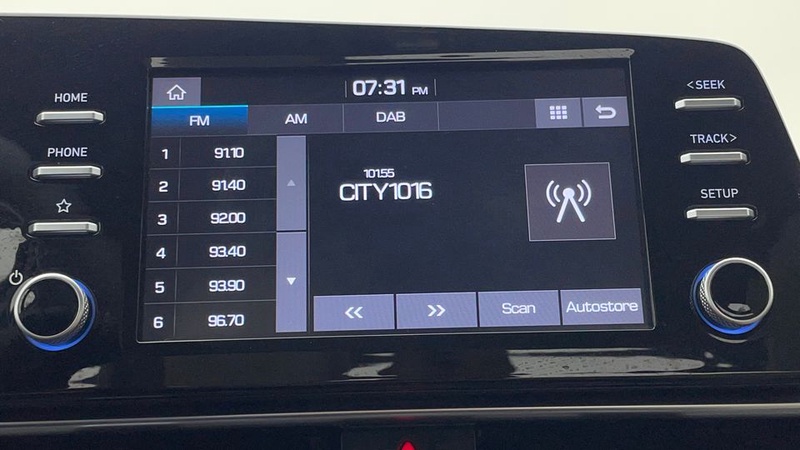 HOME
PHONE
07:31 PM
FM AM DAB
1 91.10
2 91.40
3 92.00
4 93.40
5 93.90
6 96.70
101.55
CITY1016
<< >> Scan Autostore
<SEEK
TRACK>
SETUP